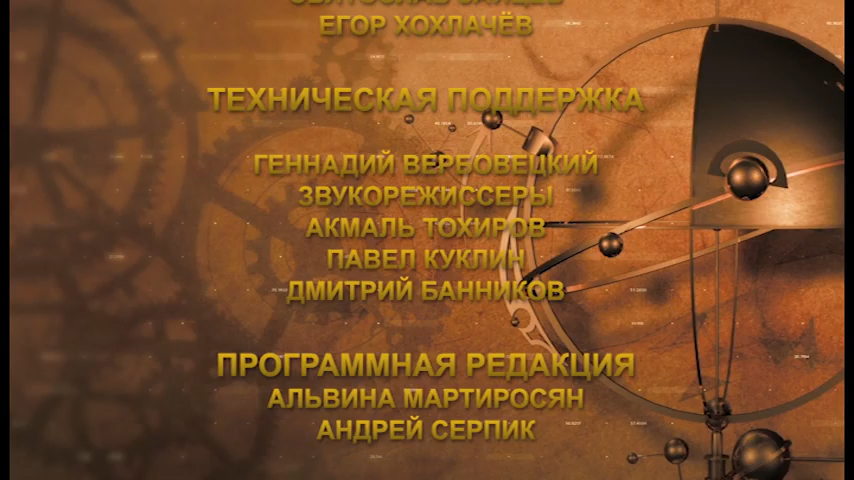 ЕГОР ХОХЛАЧЁВ
ТЕХНИЧЕСКАЯ ПОДДЕРЖКА
ГЕННАДИЙ ВЕРБОВЕЦКИЙ
ЗВУКОРЕЖИССЕРЫ
АКМАЛЬ ТОХИРОВ
ПАВЕЛ КУКЛИН
ДМИТРИЙ БАННИКОВ
ПРОГРАММНАЯ РЕДАКЦИЯ
АЛЬВИНА МАРТИРОСЯН
АНДРЕЙ СЕРПИК